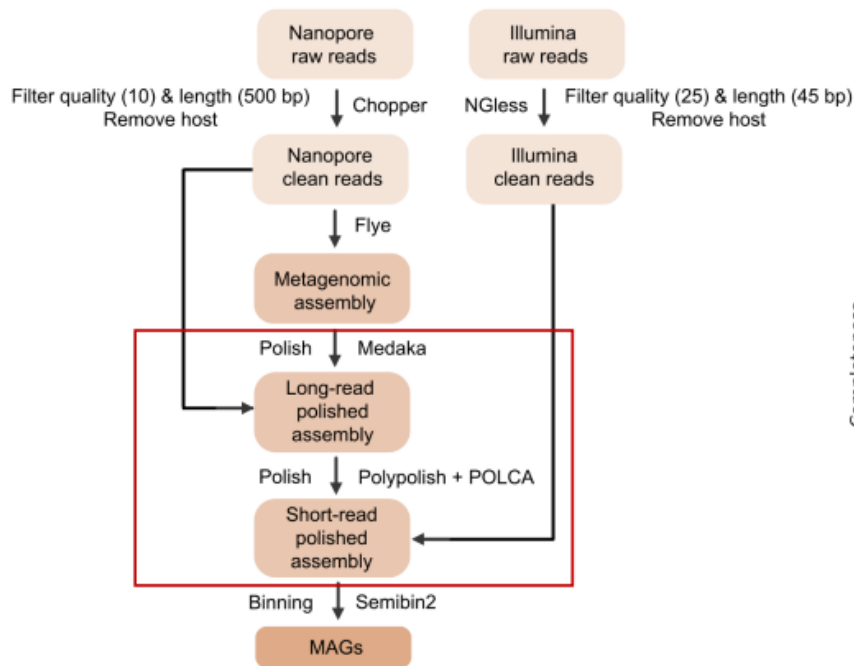 Nanopore
raw reads
Illumina
raw reads
Filter quality (10) & length (500 bp)
Remove host
Chopper
NGless
Filter quality (25) & length (45 bp)
Remove host
Nanopore
clean reads
Illumina
clean reads
Flye
Metagenomic
assembly
Polish
Medaka
Long-read
polished
assembly
Polish
Polypolish + POLCA
Short-read
polished
assembly
Binning
Semibin2
MAGs